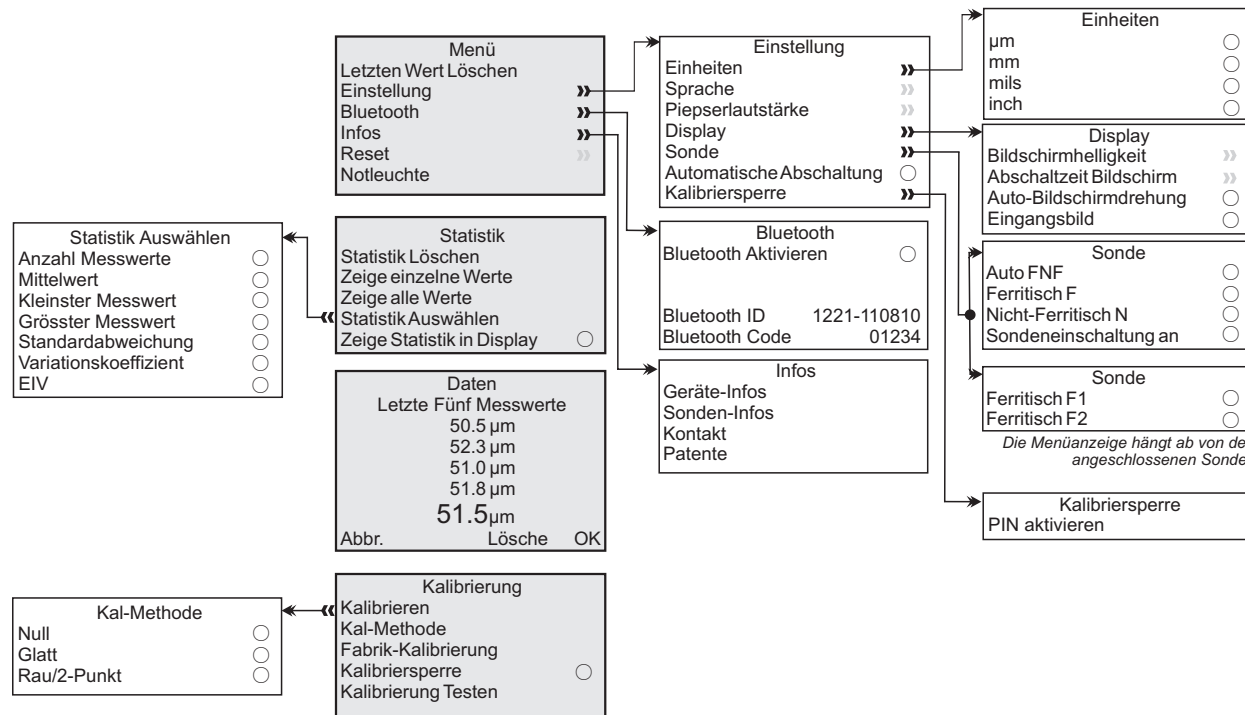 Menü
Letzten Wert Löschen
Einstellung
Bluetooth
Infos
Reset
Notleuchte
Einstellung
Einheiten
Sprache
Piepserlautstärke
Display
Sonde
Automatische Abschaltung
Kalibriersperre
Einheiten
µm
mm
mils
inch
Display
Bildschirmhelligkeit
Abschaltzeit Bildschirm
Auto-Bildschirmdrehung
Eingangsbild
Statistik Auswählen
Anzahl Messwerte
Mittelwert
Kleinster Messwert
Grösster Messwert
Standardabweichung
Variationskoeffizient
EIV
Statistik
Statistik Löschen
Zeige einzelne Werte
Zeige alle Werte
Statistik Auswählen
Zeige Statistik in Display
Bluetooth
Bluetooth Aktivieren
Bluetooth ID 1221-110810
Bluetooth Code 01234
Sonde
Auto FNF
Ferritisch F
Nicht-Ferritisch N
Sondeneinschaltung an
Daten
Letzte Fünf Messwerte
50.5 µm
52.3 µm
51.0 µm
51.8 µm
51.5µm
Abbr. Lösche OK
Infos
Geräte-Infos
Sonden-Infos
Kontakt
Patente
Sonde
Ferritisch F1
Ferritisch F2
Die Menüanzeige hängt ab von de
angeschlossenen Sonde
Kalibriersperre
PIN aktivieren
Kal-Methode
Null
Glatt
Rau/2-Punkt
Kalibrierung
Kalibrieren
Kal-Methode
Fabrik-Kalibrierung
Kalibriersperre
Kalibrierung Testen